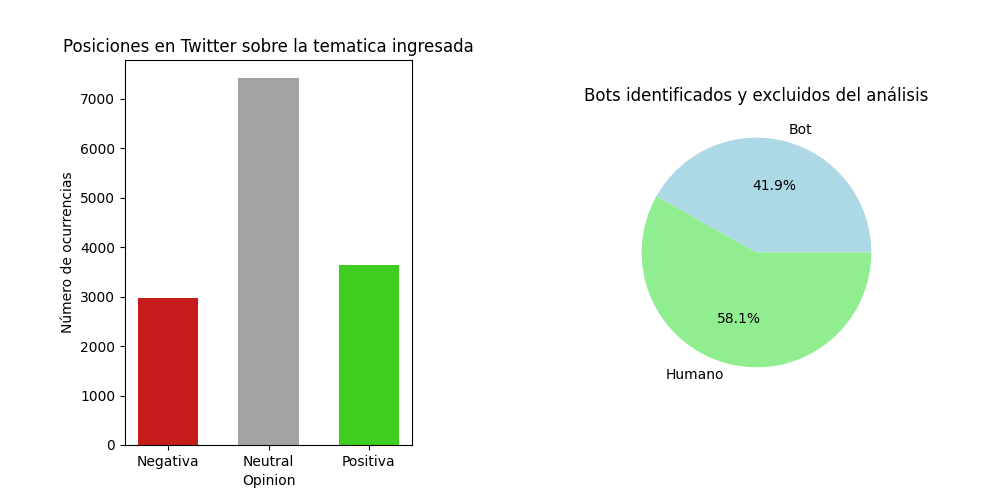 Posiciones en Twitter sobre la tematica ingresada
Número de ocurrencias
7000
6000
5000
4000
3000
2000
1000
0
Negativa
Neutral
Positiva
Opinion
Bots identificados y excluidos del análisis
Bot
41.9%
58.1%
Humano